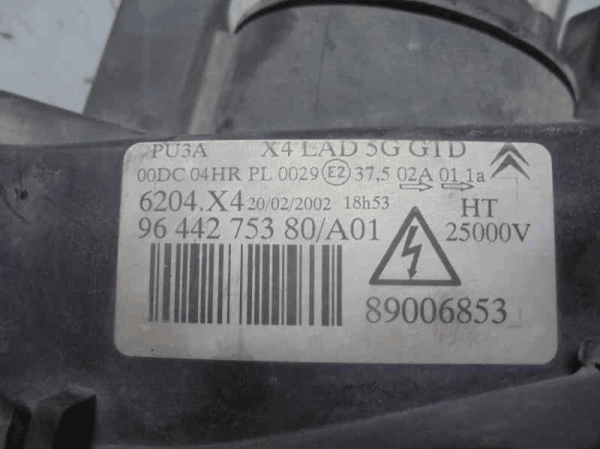 PU3A X4 LAD 5G GTD
00DC 04HR PL 0029 E2 37,5 02A 01 1a
6204.X4 20/02/2002 18h53 HT
96 442 753 80/A01 25000V
89006853